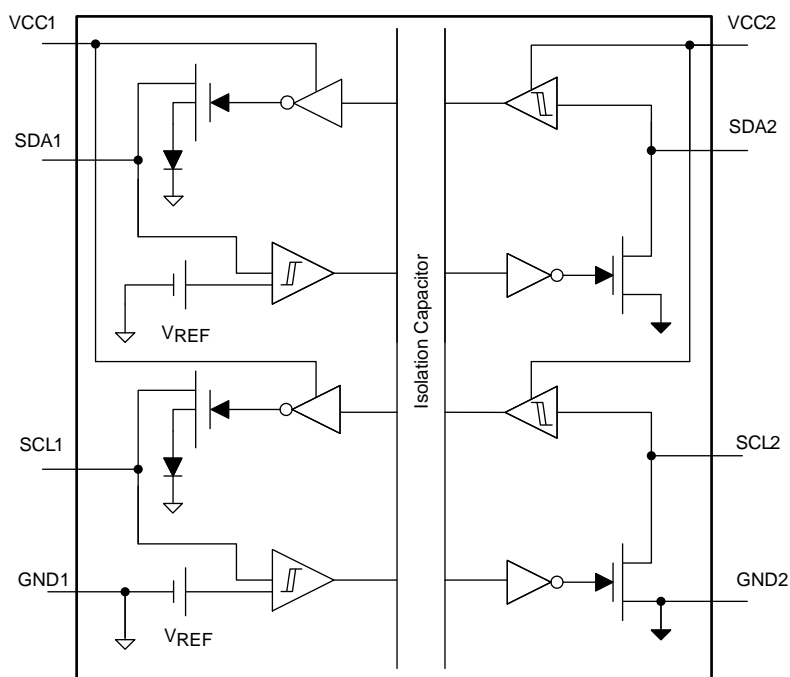 VCC1
VCC2
SDA1
SDA2
VREF
Isolation Capacitor
SCL1
SCL2
GND1
GND2
VREF